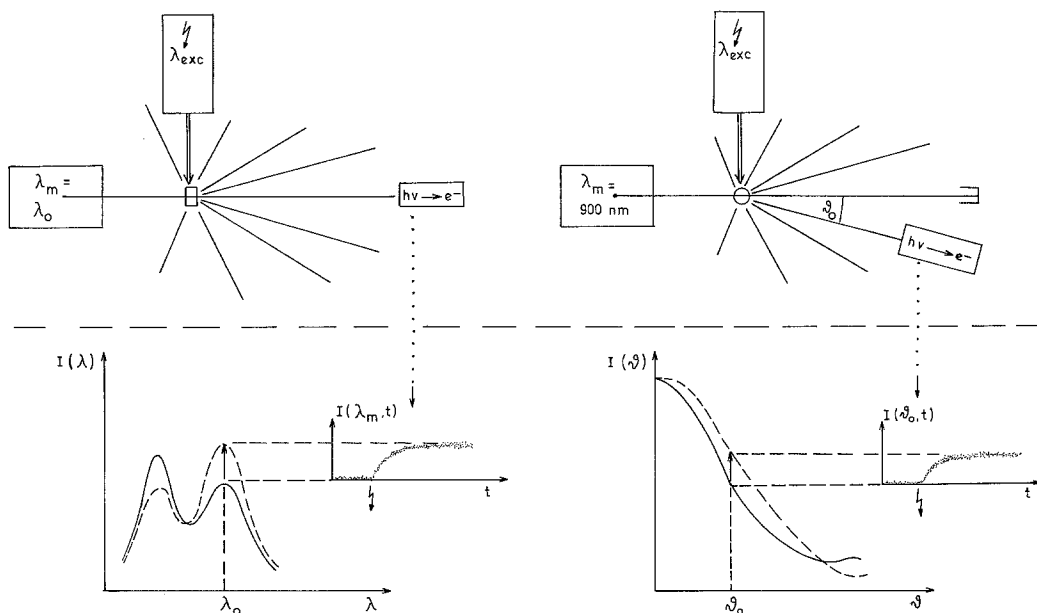 λexc
λm =
λo
hν → e⁻
λexc
λm =
900 nm
ϑo
hν → e⁻
I (λ)
I (λm, t)
t
λo
λ
I (ϑ)
I (ϑo, t)
t
ϑo
ϑ